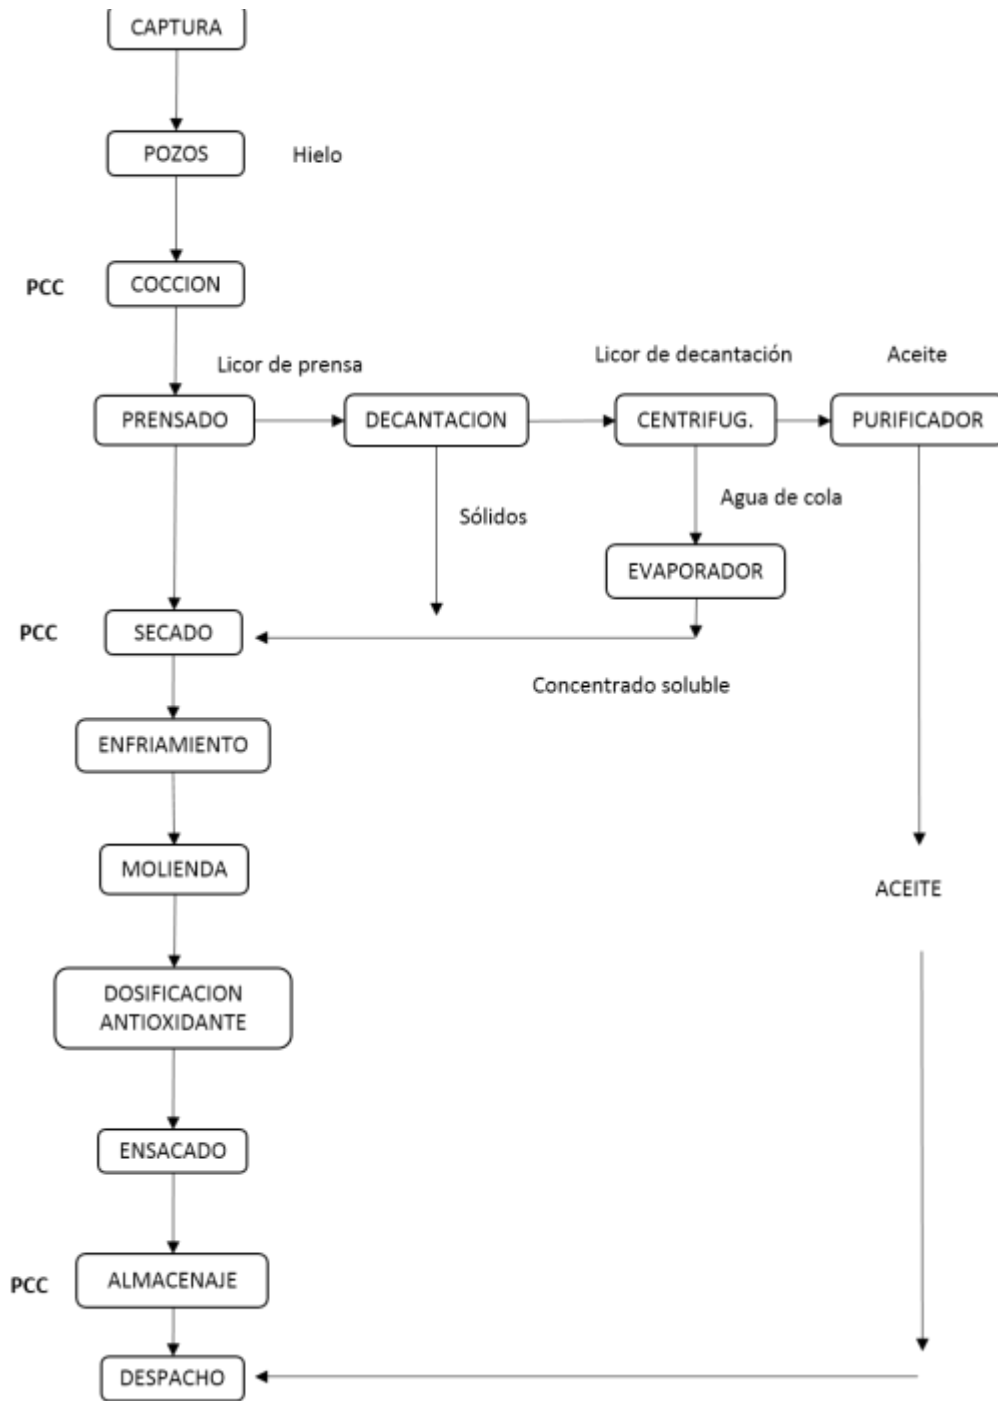 CAPTURA
POZOS
Hielo
PCC
COCCION
Licor de prensa
Licor de decantación
Aceite
PRENSADO
DECANTACION
CENTRIFUG.
PURIFICADOR
Sólidos
Agua de cola
EVAPORADOR
PCC
SECADO
Concentrado soluble
ENFRIAMIENTO
MOLIENDA
ACEITE
DOSIFICACION
ANTIOXIDANTE
ENSACADO
PCC
ALMACENAJE
DESPACHO